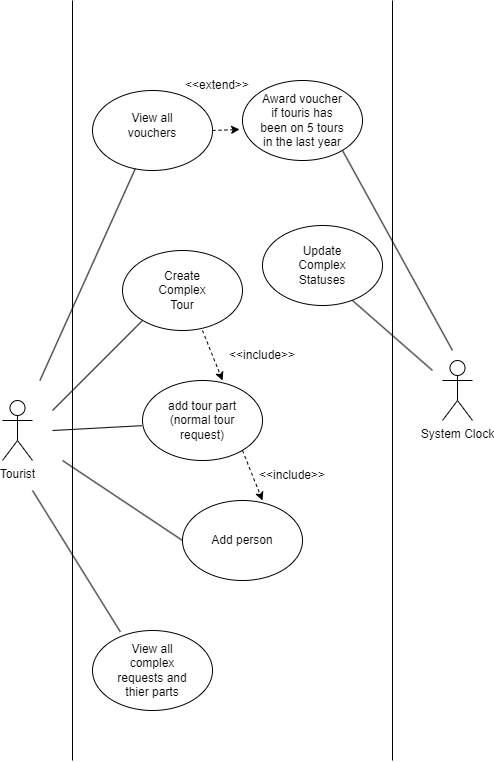 <<extend>>
View all
vouchers
Award voucher
if touris has
been on 5 tours
in the last year
Update
Complex
Statuses
Create
Complex
Tour
<<include>>
add tour part
(normal tour
request)
System Clock
Tourist
<<include>>
Add person
View all
complex
requests and
thier parts